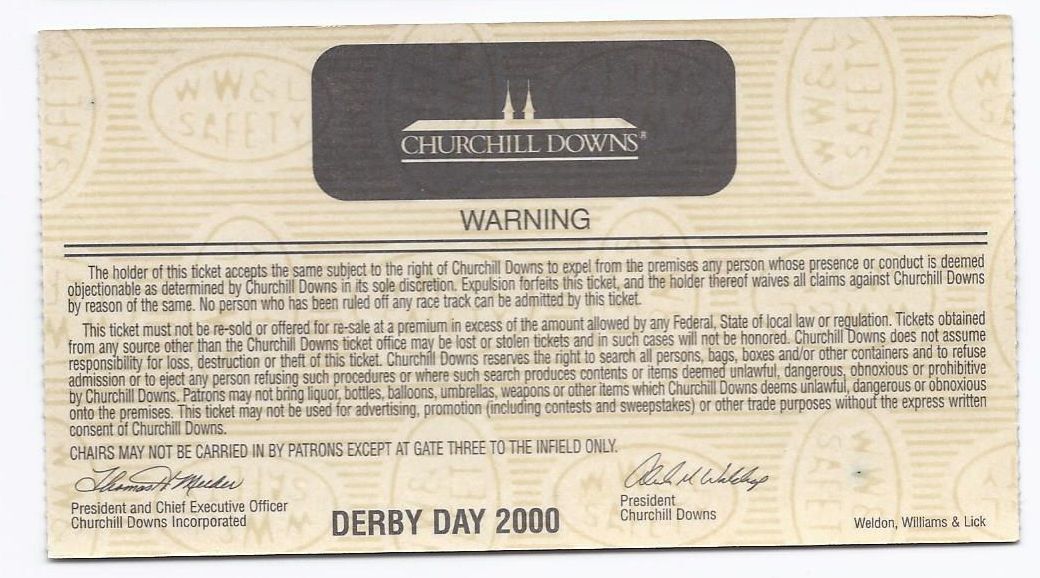 CHURCHILL DOWNS®
WARNING
The holder of this ticket accepts the same subject to the right of Churchill Downs to expel from the premises any person whose presence or conduct is deemed
objectionable as determined by Churchill Downs in its sole discretion. Expulsion forfeits this ticket, and the holder thereof waives all claims against Churchill Downs
by reason of the same. No person who has been ruled off any race track can be admitted by this ticket.
This ticket must not be re-sold or offered for re-sale at a premium in excess of the amount allowed by any Federal, State of local law or regulation. Tickets obtained
from any source other than the Churchill Downs ticket office may be lost or stolen tickets and in such cases will not be honored. Churchill Downs does not assume
responsibility for loss, destruction or theft of this ticket. Churchill Downs reserves the right to search all persons, bags, boxes and/or other containers and to refuse
admission or to eject any person refusing such procedures or where such search produces contents or items deemed unlawful, dangerous, obnoxious or prohibitive
by Churchill Downs. Patrons may not bring liquor, bottles, balloons, umbrellas, weapons or other items which Churchill Downs deems unlawful, dangerous or obnoxious
onto the premises. This ticket may not be used for advertising, promotion (including contests and sweepstakes) or other trade purposes without the express written
consent of Churchill Downs.
CHAIRS MAY NOT BE CARRIED IN BY PATRONS EXCEPT AT GATE THREE TO THE INFIELD ONLY.
Thomas H Meeker
President and Chief Executive Officer
Churchill Downs Incorporated
DERBY DAY 2000
President
Churchill Downs
Weldon, Williams & Lick
WW&L
SAFETY
WW&L
SAFETY